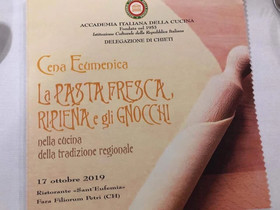 ACCADEMIA ITALIANA DELLA CUCINA
Fondata nel 1953
Istituzione Culturale della Repubblica Italiana
DELEGAZIONE DI CHIETI
Cena Ecumenica
La PASTA FRESCA,
RIPIENA e gli GNOCCHI
nella cucina
della tradizione regionale
17 ottobre 2019
Ristorante «Sant'Eufemia»
Fara Filiorum Petri (CH)